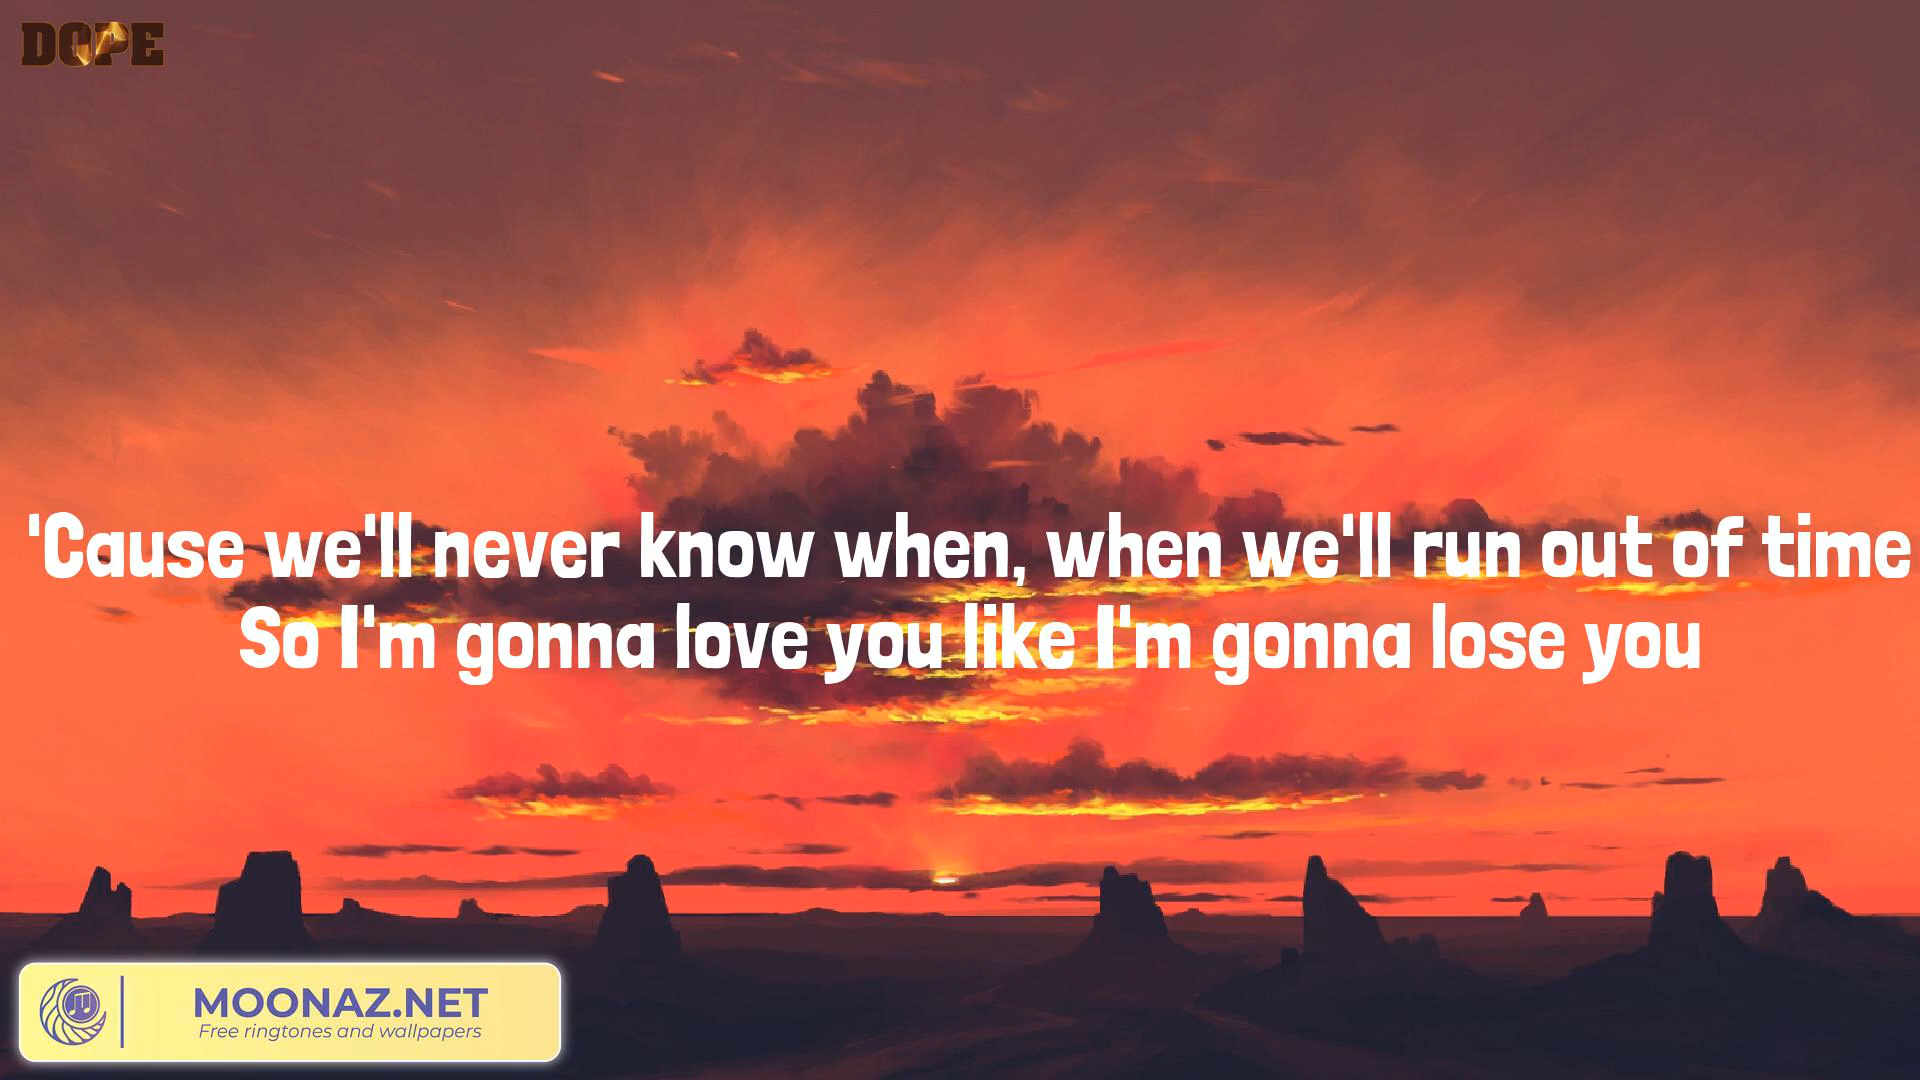 DOPE
'Cause we'll never know when, when we'll run out of time
So I'm gonna love you like I'm gonna lose you
MOONAZ.NET
Free ringtones and wallpapers